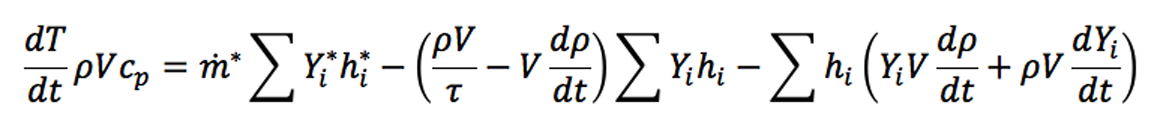 dT/dt ρVc_p = ṁ* ∑ Y_i* h_i* − (ρV/τ − V dρ/dt) ∑ Y_i h_i − ∑ h_i (Y_i V dρ/dt + ρV dY_i/dt)